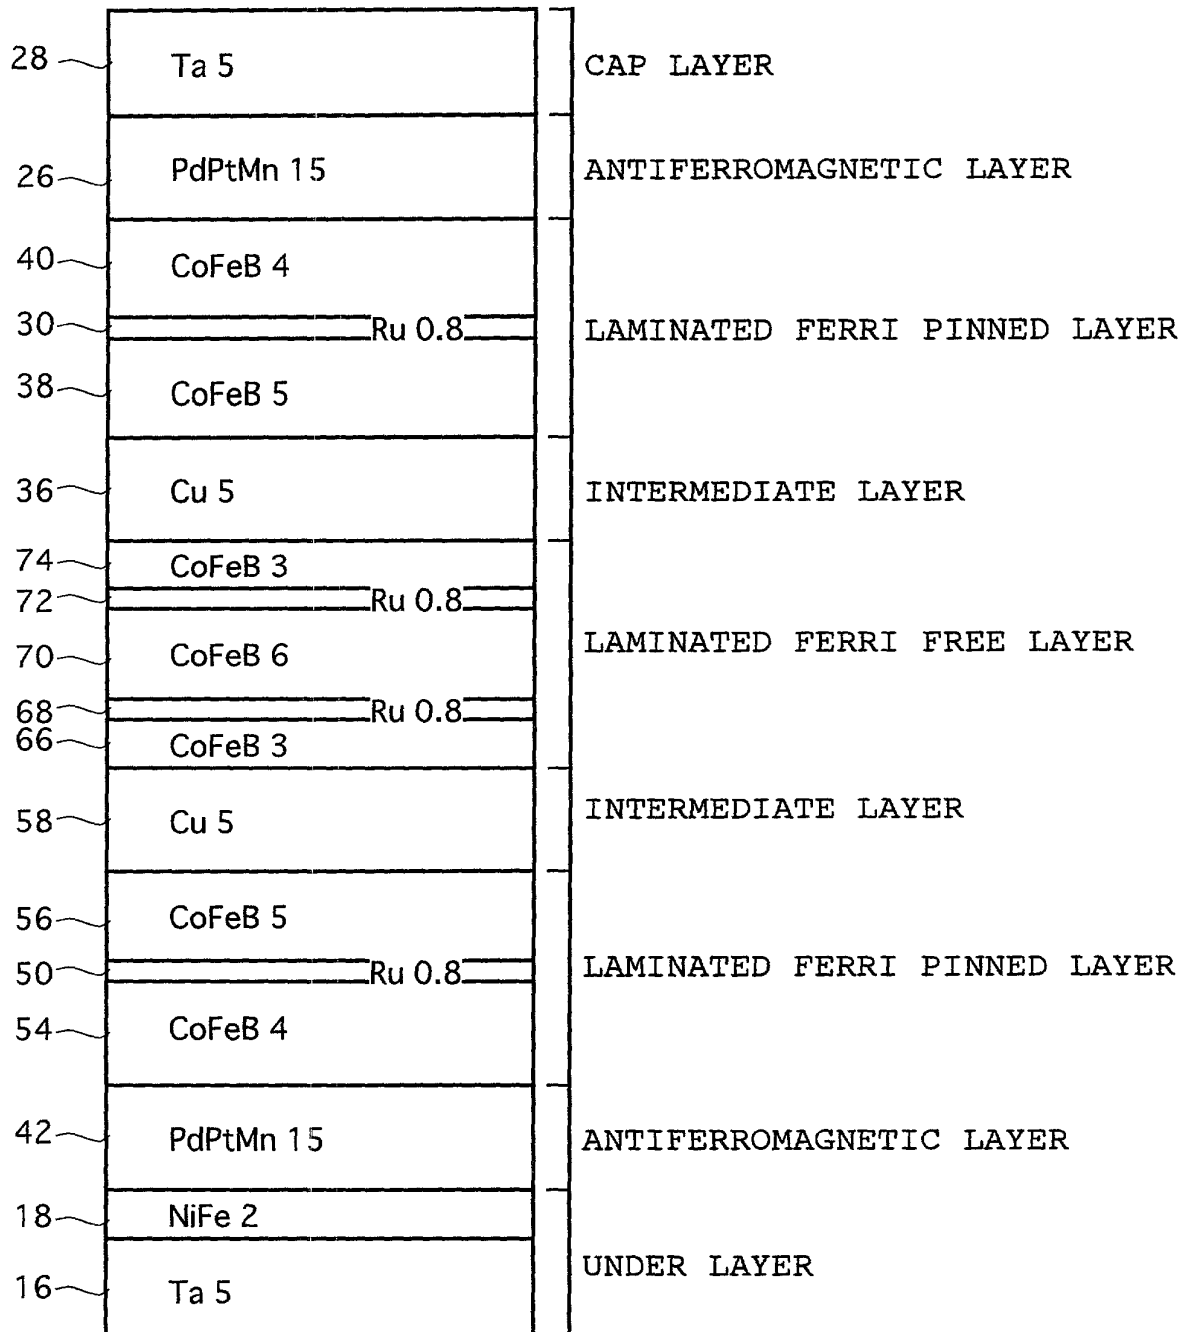 28 Ta 5 CAP LAYER
26 PdPtMn 15 ANTIFERROMAGNETIC LAYER
40 CoFeB 4
30 Ru 0.8 LAMINATED FERRI PINNED LAYER
38 CoFeB 5
36 Cu 5 INTERMEDIATE LAYER
74 CoFeB 3
72 Ru 0.8
70 CoFeB 6 LAMINATED FERRI FREE LAYER
68 Ru 0.8
66 CoFeB 3
58 Cu 5 INTERMEDIATE LAYER
56 CoFeB 5
50 Ru 0.8 LAMINATED FERRI PINNED LAYER
54 CoFeB 4
42 PdPtMn 15 ANTIFERROMAGNETIC LAYER
18 NiFe 2
UNDER LAYER
16 Ta 5